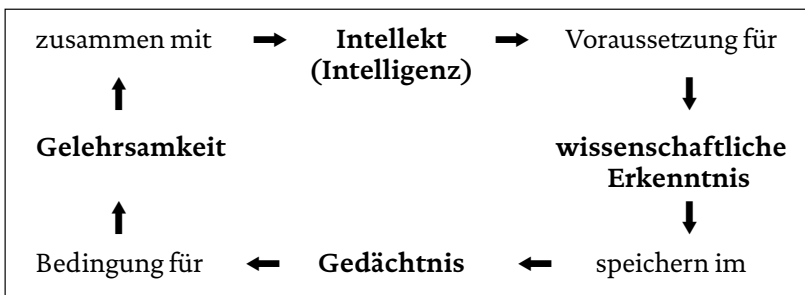 zusammen mit → Intellekt → Voraussetzung für
(Intelligenz)
Gelehrsamkeit wissenschaftliche
Erkenntnis
Bedingung für ← Gedächtnis ← speichern im